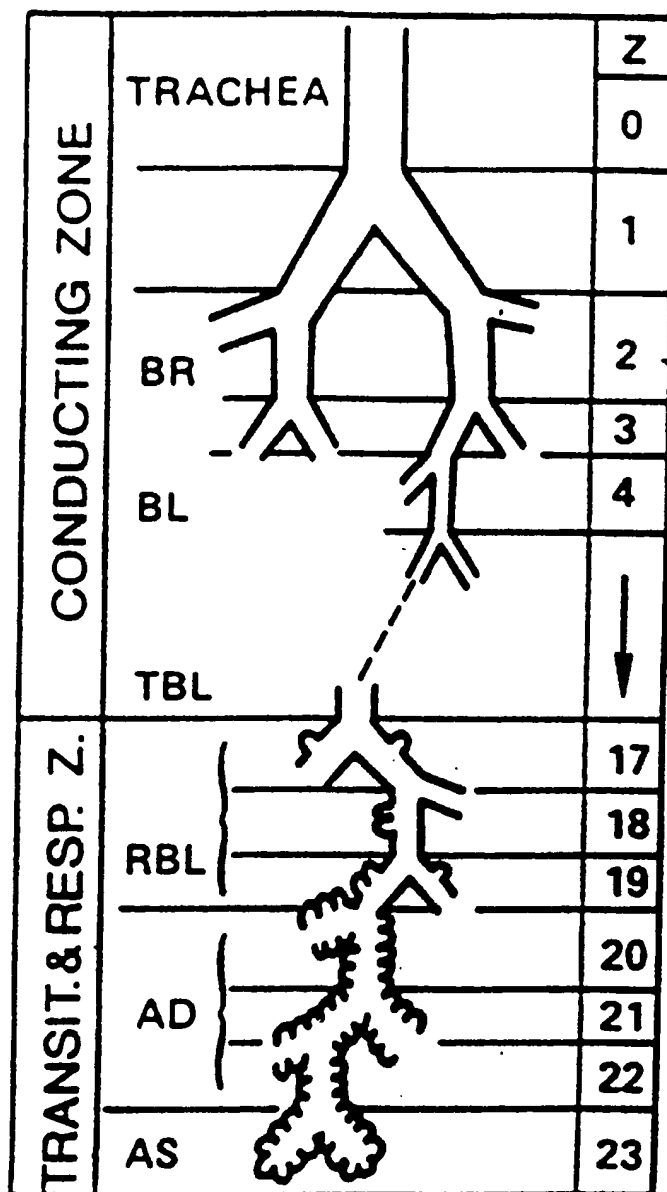 Z
TRACHEA
0
CONDUCTING ZONE
1
BR
2
3
BL
4
TBL
TRANSIT. & RESP. Z.
17
18
RBL
19
20
AD
21
22
AS
23